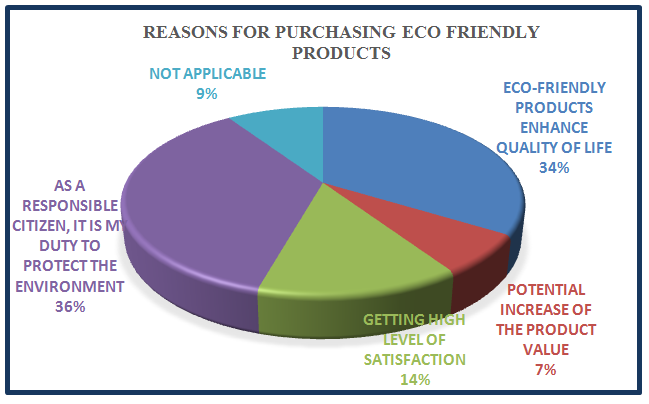 REASONS FOR PURCHASING ECO FRIENDLY
PRODUCTS
NOT APPLICABLE
9%
ECO-FRIENDLY
PRODUCTS
ENHANCE
QUALITY OF LIFE
34%
AS A
RESPONSIBLE
CITIZEN, IT IS MY
DUTY TO
PROTECT THE
ENVIRONMENT
36%
POTENTIAL
INCREASE OF
THE PRODUCT
VALUE
7%
GETTING HIGH
LEVEL OF
SATISFACTION
14%